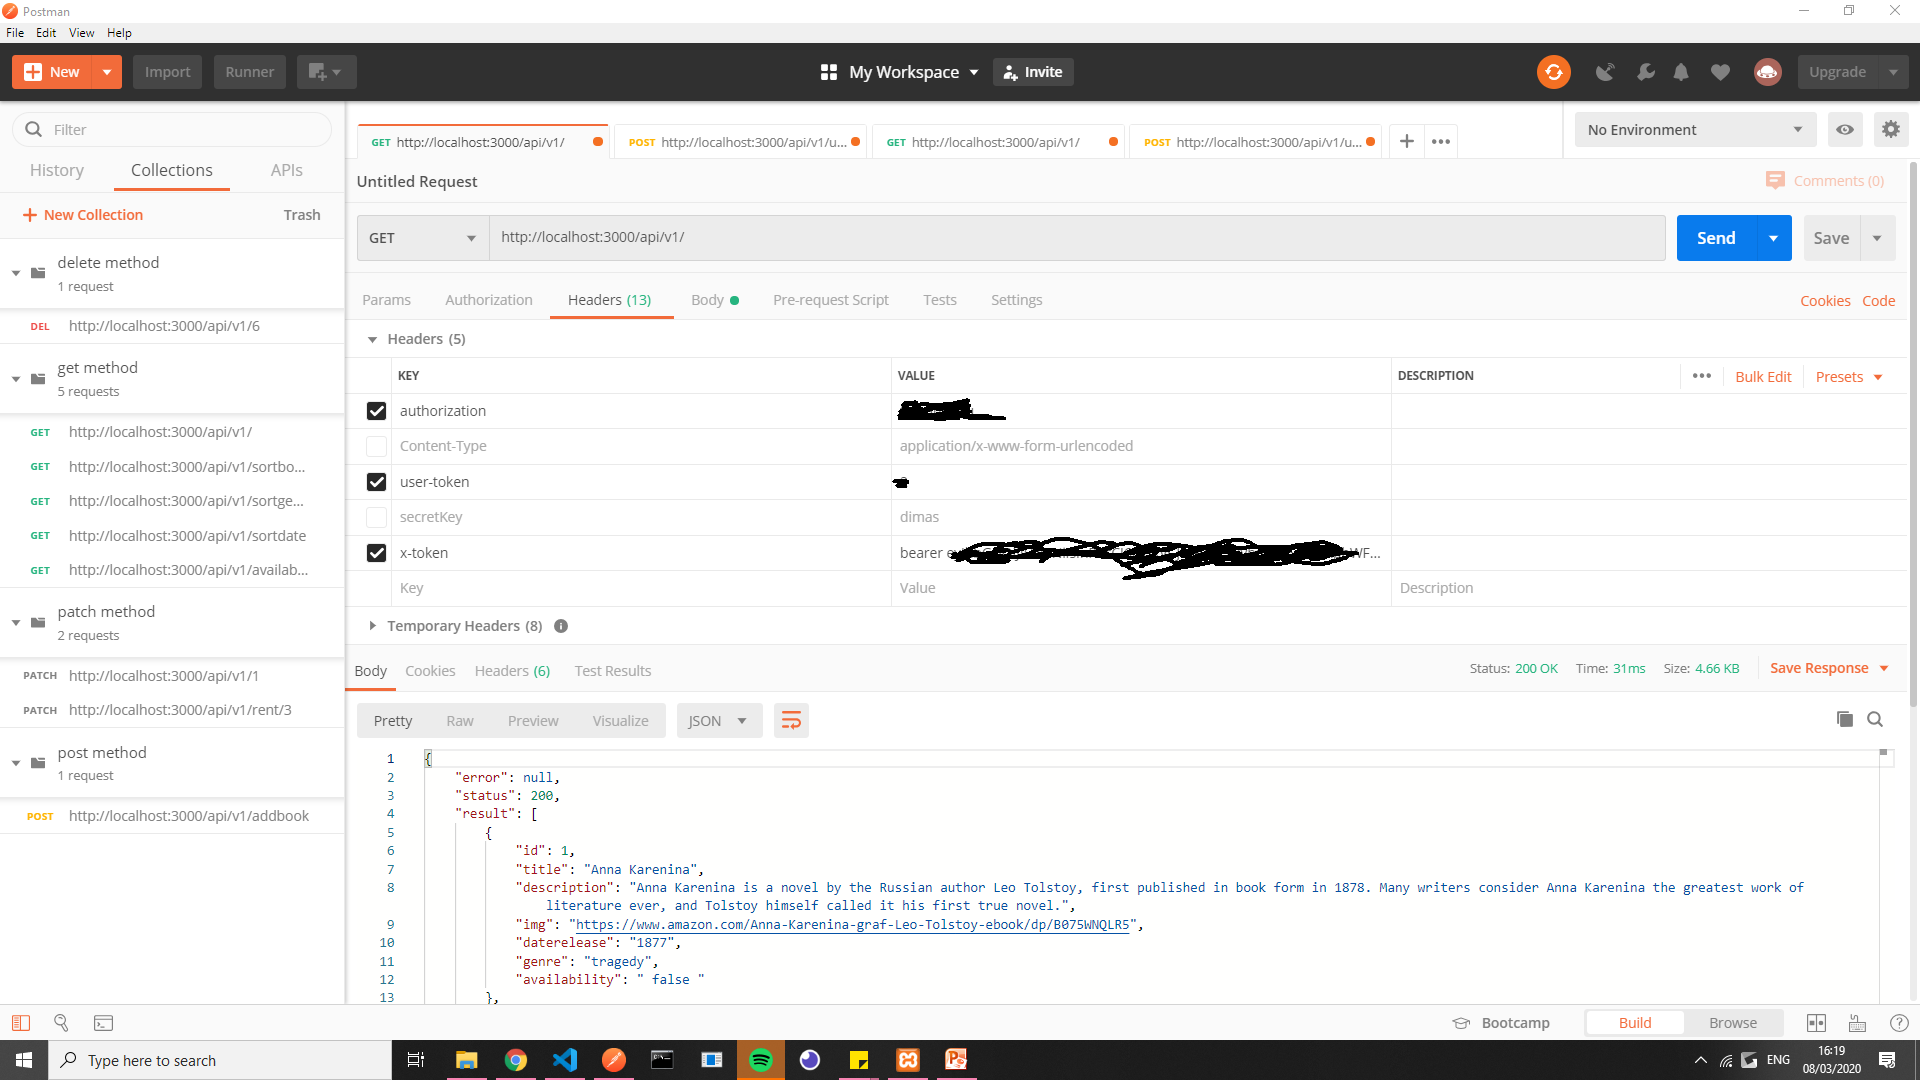 Postman
File Edit View Help
New Import Runner My Workspace Invite Upgrade
Filter
History Collections APIs
New Collection Trash
delete method
1 request
DEL http://localhost:3000/api/v1/6
get method
5 requests
GET http://localhost:3000/api/v1/
GET http://localhost:3000/api/v1/sortbo...
GET http://localhost:3000/api/v1/sortge...
GET http://localhost:3000/api/v1/sortdate
GET http://localhost:3000/api/v1/availab...
patch method
2 requests
PATCH http://localhost:3000/api/v1/1
PATCH http://localhost:3000/api/v1/rent/3
post method
1 request
POST http://localhost:3000/api/v1/addbook
GET http://localhost:3000/api/v1/ POST http://localhost:3000/api/v1/u... GET http://localhost:3000/api/v1/ POST http://localhost:3000/api/v1/u...
No Environment
Untitled Request Comments (0)
GET http://localhost:3000/api/v1/ Send Save
Params Authorization Headers (13) Body Pre-request Script Tests Settings Cookies Code
Headers (5)
KEY VALUE DESCRIPTION Bulk Edit Presets
authorization
Content-Type application/x-www-form-urlencoded
user-token
secretKey dimas
x-token bearer
Key Value Description
Temporary Headers (8)
Body Cookies Headers (6) Test Results Status: 200 OK Time: 31ms Size: 4.66 KB Save Response
Pretty Raw Preview Visualize JSON
1 {
2 "error": null,
3 "status": 200,
4 "result": [
5 {
6 "id": 1,
7 "title": "Anna Karenina",
8 "description": "Anna Karenina is a novel by the Russian author Leo Tolstoy, first published in book form in 1878. Many writers consider Anna Karenina the greatest work of
literature ever, and Tolstoy himself called it his first true novel.",
9 "img": "https://www.amazon.com/Anna-Karenina-graf-Leo-Tolstoy-ebook/dp/B075WNQLR5",
10 "daterelease": "1877",
11 "genre": "tragedy",
12 "availability": " false "
13 },
Bootcamp Build Browse
Type here to search
ENG
16:19
08/03/2020